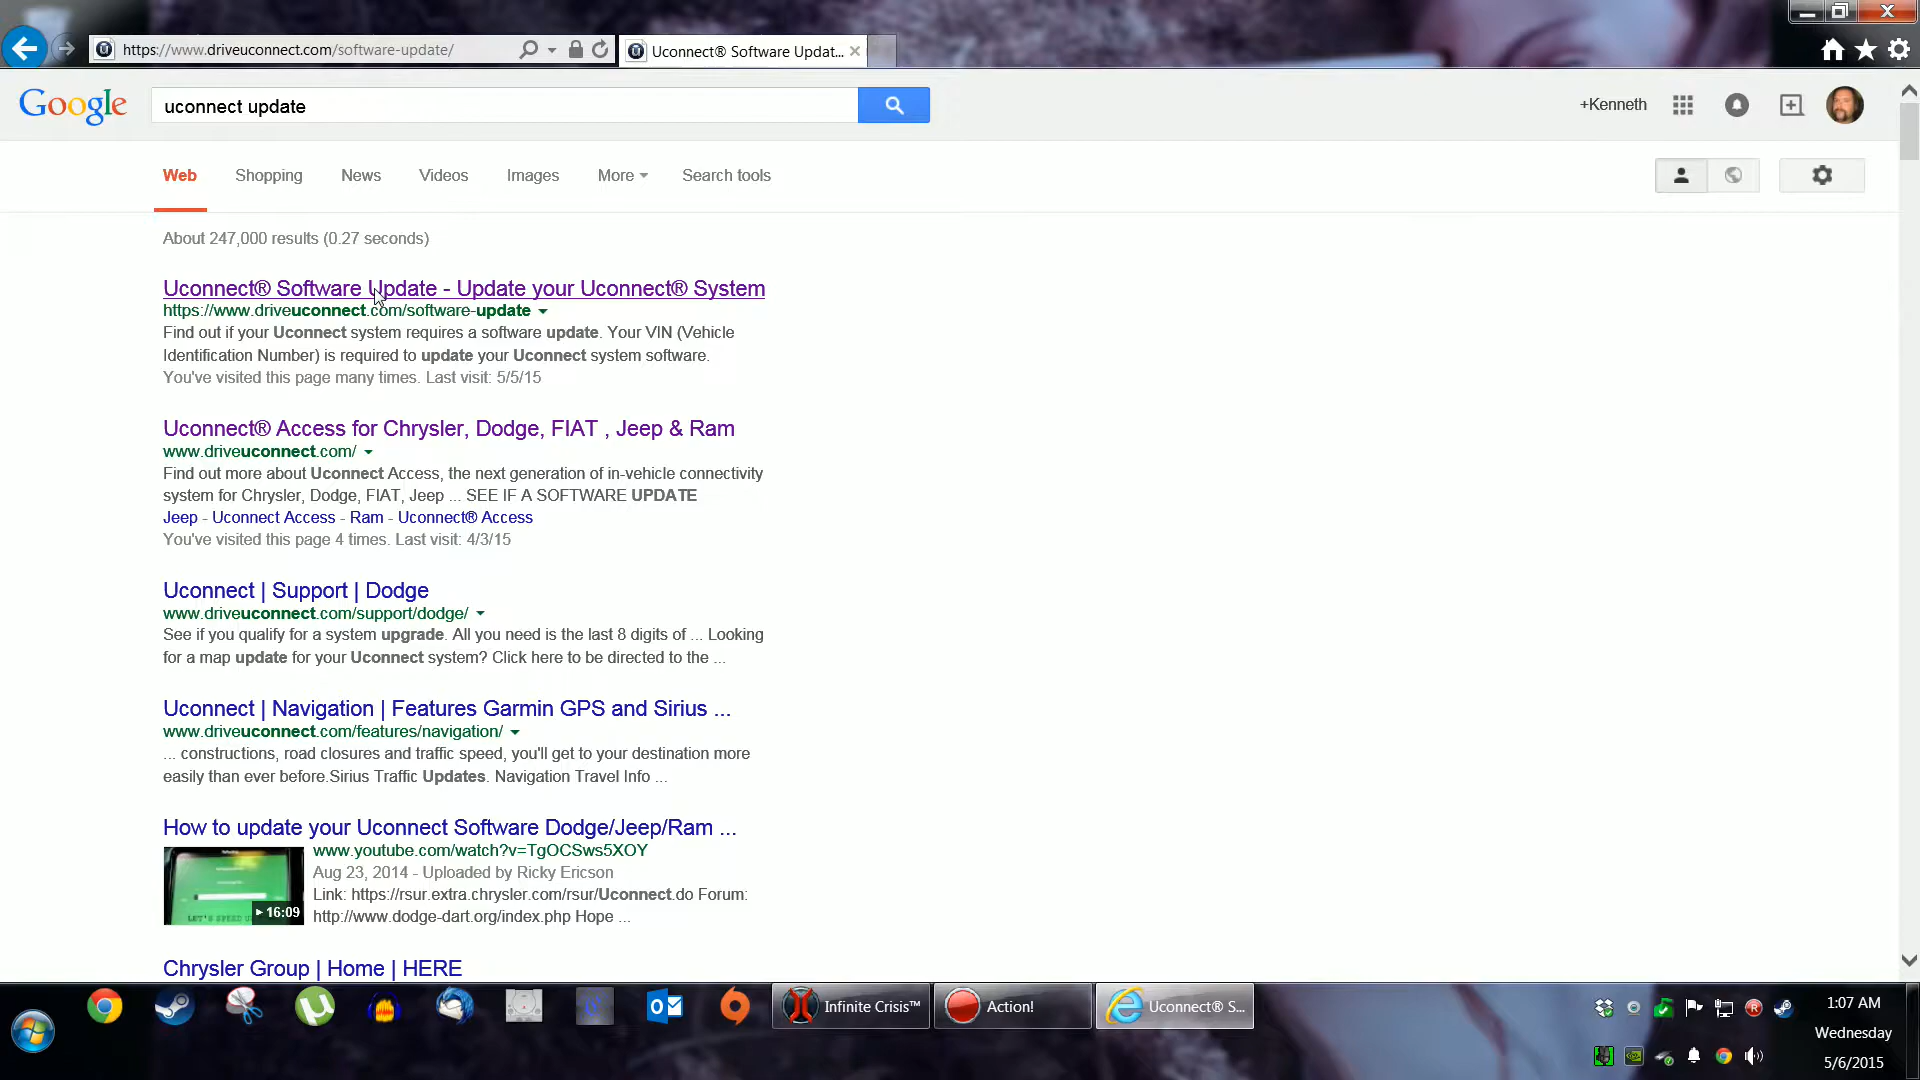 https://www.driveuconnect.com/software-update/
Uconnect® Software Updat...
Google
uconnect update
+Kenneth
Web
Shopping
News
Videos
Images
More
Search tools
About 247,000 results (0.27 seconds)
Uconnect® Software Update - Update your Uconnect® System
https://www.driveuconnect.com/software-update
Find out if your Uconnect system requires a software update. Your VIN (Vehicle
Identification Number) is required to update your Uconnect system software.
You've visited this page many times. Last visit: 5/5/15
Uconnect® Access for Chrysler, Dodge, FIAT , Jeep & Ram
www.driveuconnect.com/
Find out more about Uconnect Access, the next generation of in-vehicle connectivity
system for Chrysler, Dodge, FIAT, Jeep ... SEE IF A SOFTWARE UPDATE
Jeep - Uconnect Access - Ram - Uconnect® Access
You've visited this page 4 times. Last visit: 4/3/15
Uconnect | Support | Dodge
www.driveuconnect.com/support/dodge/
See if you qualify for a system upgrade. All you need is the last 8 digits of ... Looking
for a map update for your Uconnect system? Click here to be directed to the ...
Uconnect | Navigation | Features Garmin GPS and Sirius ...
www.driveuconnect.com/features/navigation/
... constructions, road closures and traffic speed, you'll get to your destination more
easily than ever before.Sirius Traffic Updates. Navigation Travel Info ...
How to update your Uconnect Software Dodge/Jeep/Ram ...
www.youtube.com/watch?v=TgOCSws5XOY
Aug 23, 2014 - Uploaded by Ricky Ericson
Link: https://rsur.extra.chrysler.com/rsur/Uconnect.do Forum:
http://www.dodge-dart.org/index.php Hope ...
16:09
Chrysler Group | Home | HERE
Infinite Crisis™
Action!
Uconnect® S...
1:07 AM
Wednesday
5/6/2015